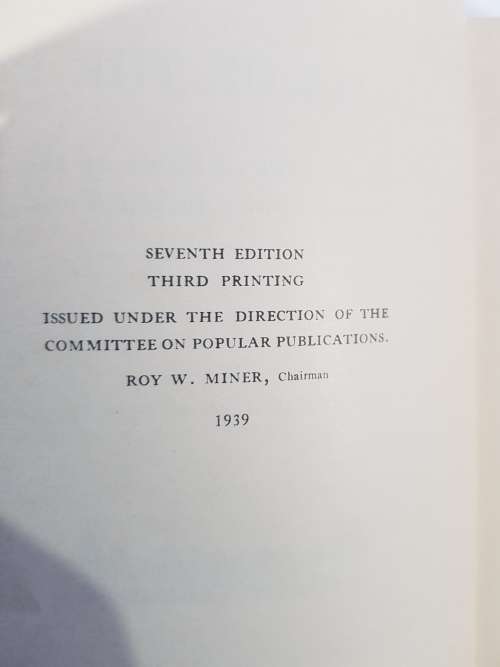 SEVENTH EDITION
THIRD PRINTING
ISSUED UNDER THE DIRECTION OF THE
COMMITTEE ON POPULAR PUBLICATIONS.
ROY W. MINER, Chairman
1939